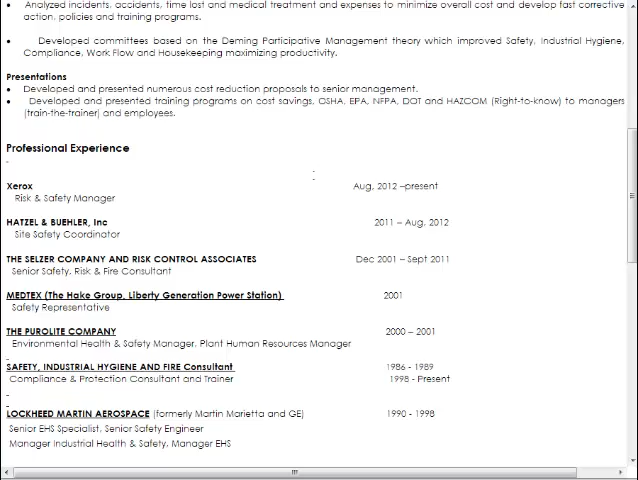 • Analyzed incidents, accidents, time lost and medical treatment and expenses to minimize overall cost and develop fast corrective
action, policies and training programs.
• Developed committees based on the Deming Participative Management theory which improved Safety, Industrial Hygiene,
Compliance, Work Flow and Housekeeping maximizing productivity.
Presentations
• Developed and presented numerous cost reduction proposals to senior management.
• Developed and presented training programs on cost savings, OSHA, EPA, NFPA, DOT and HAZCOM (Right-to-know) to managers
(train-the-trainer) and employees.
Professional Experience
Xerox Aug, 2012 –present
Risk & Safety Manager
HATZEL & BUEHLER, Inc 2011 – Aug, 2012
Site Safety Coordinator
THE SELZER COMPANY AND RISK CONTROL ASSOCIATES Dec 2001 – Sept 2011
Senior Safety, Risk & Fire Consultant
MEDTEX (The Hake Group, Liberty Generation Power Station) 2001
Safety Representative
THE PUROLITE COMPANY 2000 – 2001
Environmental Health & Safety Manager, Plant Human Resources Manager
SAFETY, INDUSTRIAL HYGIENE AND FIRE Consultant 1986 - 1989
Compliance & Protection Consultant and Trainer 1998 - Present
LOCKHEED MARTIN AEROSPACE (formerly Martin Marietta and GE) 1990 - 1998
Senior EHS Specialist, Senior Safety Engineer
Manager Industrial Health & Safety, Manager EHS